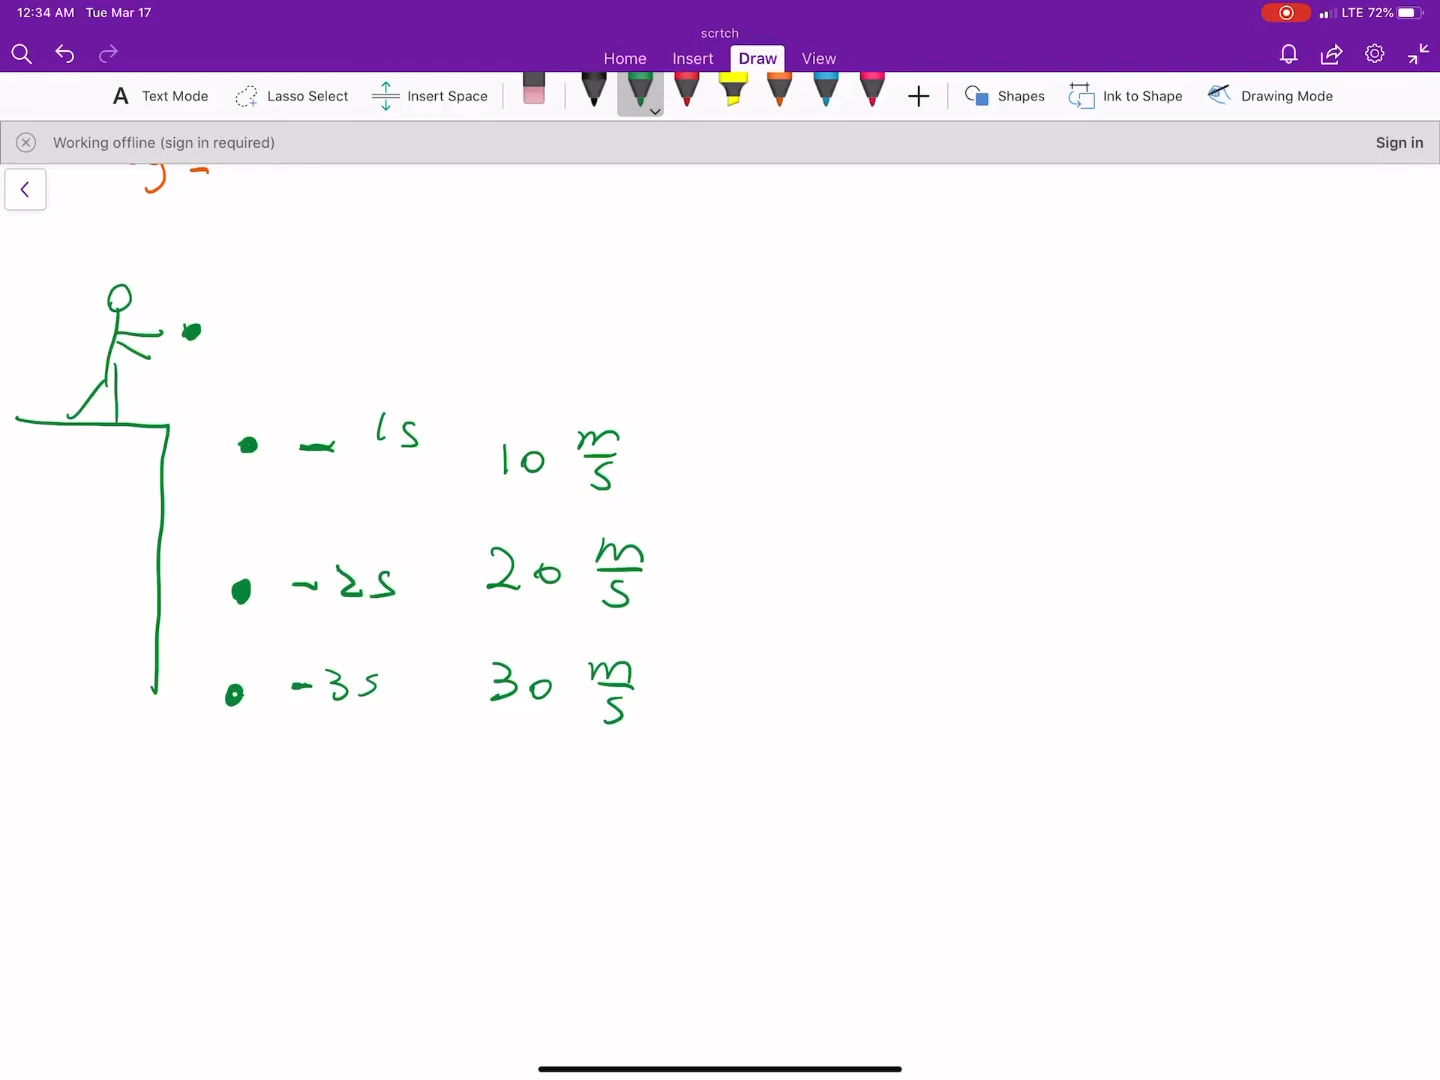 12:34 AM Tue Mar 17
LTE 72%
scrtch
Home Insert Draw View
A Text Mode Lasso Select Insert Space Shapes Ink to Shape Drawing Mode
Working offline (sign in required) Sign in
- 1s 10 m/s
- 2s 20 m/s
- 3s 30 m/s